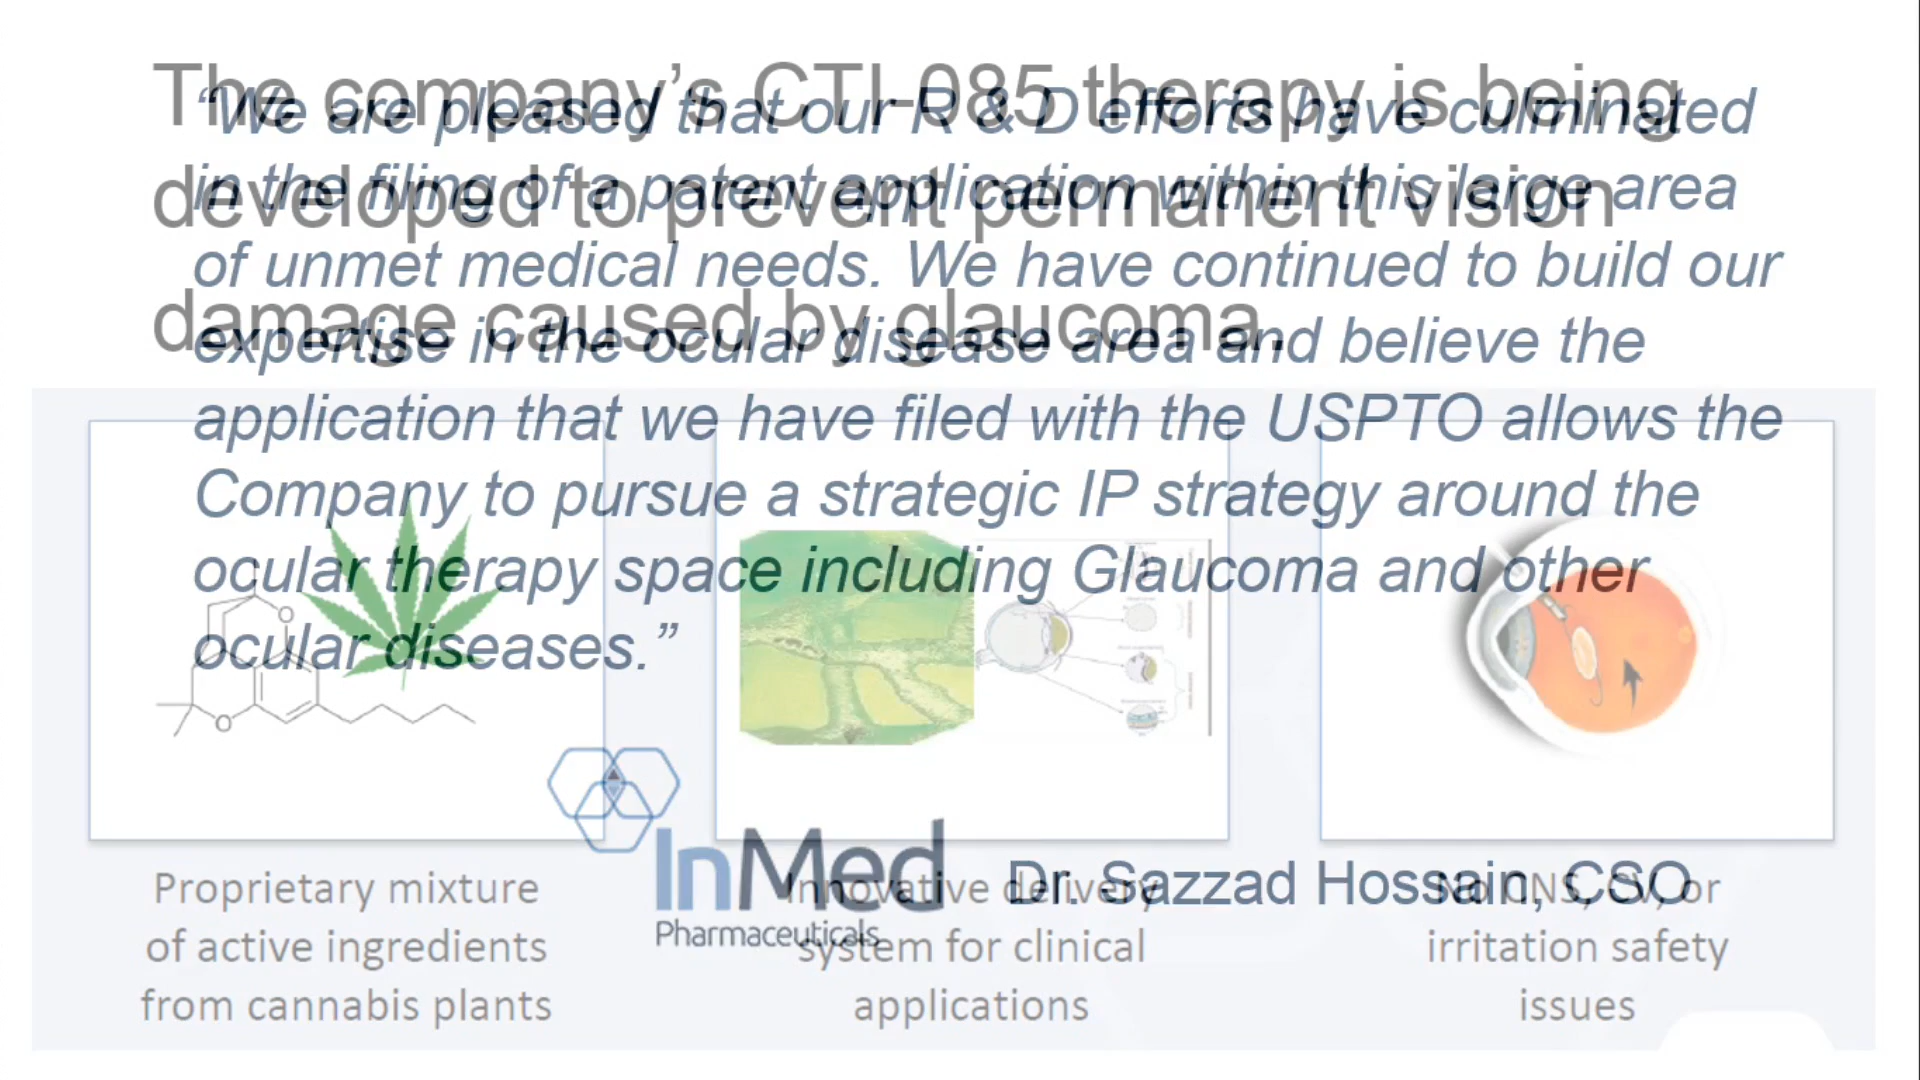 The company’s CTI-085 therapy is being
developed to prevent permanent vision
damage caused by glaucoma.
“We are pleased that our R & D efforts have culminated
in the filing of a patent application within this large area
of unmet medical needs. We have continued to build our
expertise in the ocular disease area and believe the
application that we have filed with the USPTO allows the
Company to pursue a strategic IP strategy around the
ocular therapy space including Glaucoma and other
ocular diseases.”
O
O
InMed
Pharmaceuticals
Dr. Sazzad Hossain, CSO
Proprietary mixture
of active ingredients
from cannabis plants
Innovative delivery
system for clinical
applications
No CNS, CV, or
irritation safety
issues